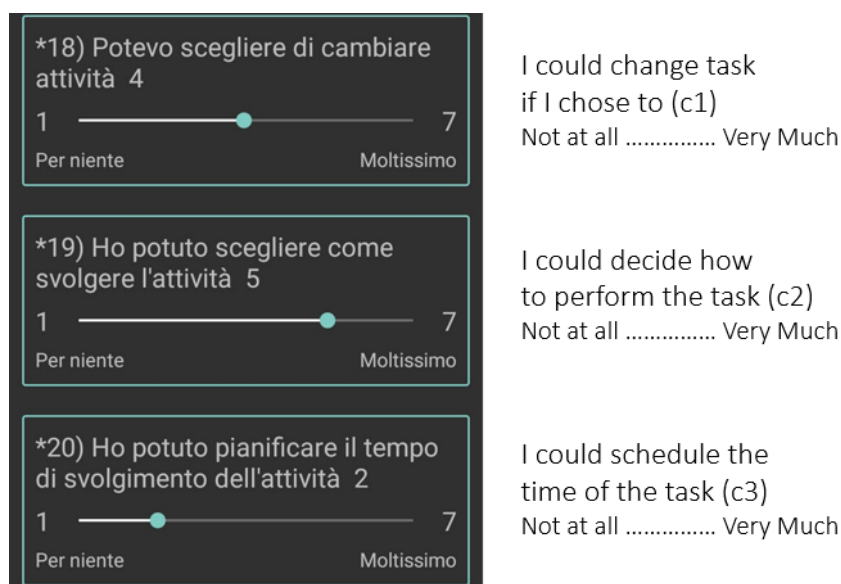 *18) Potevo scegliere di cambiare
attività 4
1 7
Per niente Moltissimo
I could change task
if I chose to (c1)
Not at all ............... Very Much
*19) Ho potuto scegliere come
svolgere l'attività 5
1 7
Per niente Moltissimo
I could decide how
to perform the task (c2)
Not at all ............... Very Much
*20) Ho potuto pianificare il tempo
di svolgimento dell'attività 2
1 7
Per niente Moltissimo
I could schedule the
time of the task (c3)
Not at all ............... Very Much